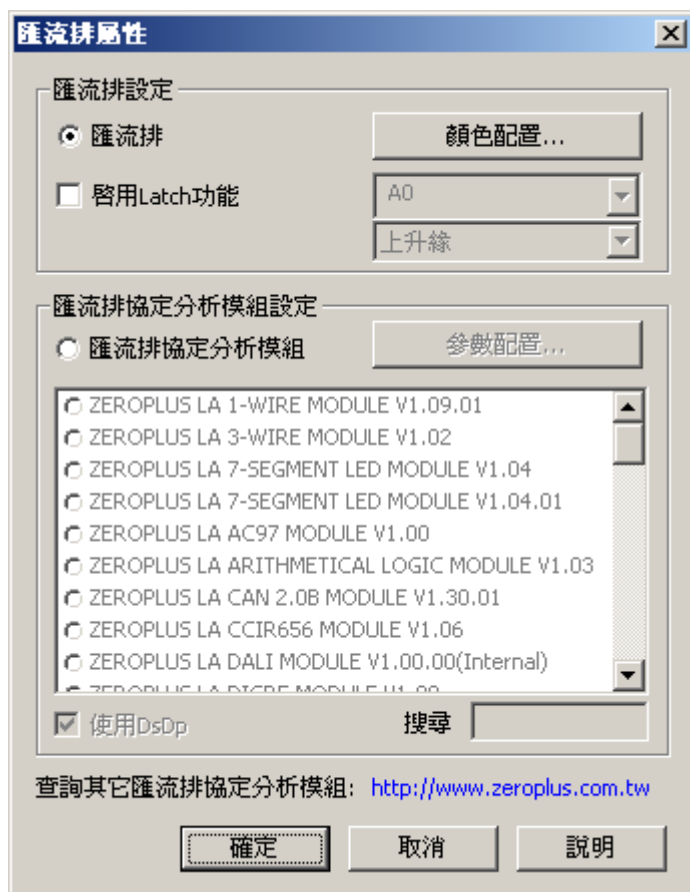 匯流排屬性
匯流排設定
匯流排
顏色配置...
啓用Latch功能
A0
上升緣
匯流排協定分析模組設定
匯流排協定分析模組
參數配置...
ZEROPLUS LA 1-WIRE MODULE V1.09.01
ZEROPLUS LA 3-WIRE MODULE V1.02
ZEROPLUS LA 7-SEGMENT LED MODULE V1.04
ZEROPLUS LA 7-SEGMENT LED MODULE V1.04.01
ZEROPLUS LA AC97 MODULE V1.00
ZEROPLUS LA ARITHMETICAL LOGIC MODULE V1.03
ZEROPLUS LA CAN 2.0B MODULE V1.30.01
ZEROPLUS LA CCIR656 MODULE V1.06
ZEROPLUS LA DALI MODULE V1.00.00(Internal)
ZEROPLUS LA
使用DsDp
搜尋
查詢其它匯流排協定分析模組: http://www.zeroplus.com.tw
確定
取消
說明